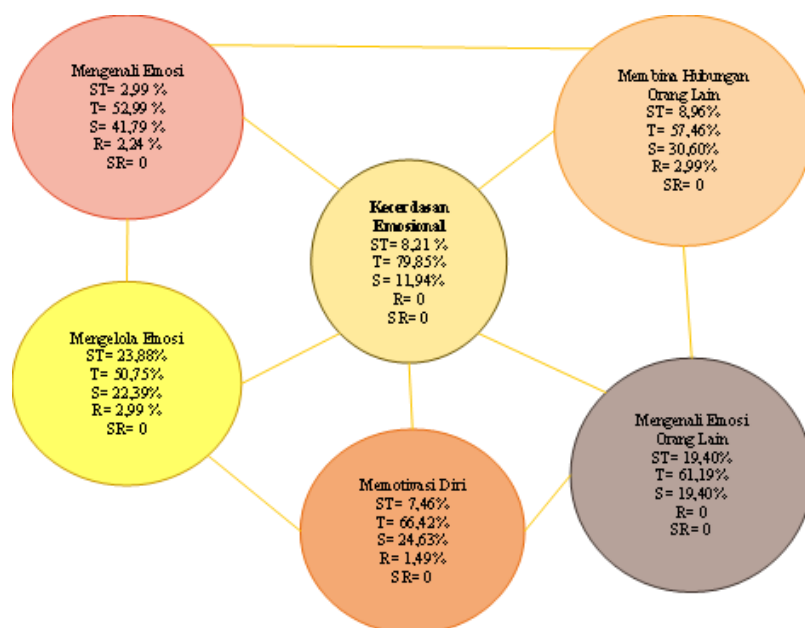 Mengenali Emosi
ST= 2,99 %
T= 52,99 %
S= 41,79 %
R= 2,24 %
SR= 0
Membina Hubungan
Orang Lain
ST= 8,96%
T= 57,46%
S= 30,60%
R= 2,99%
SR= 0
Kecerdasan
Emosional
ST= 8,21 %
T= 79,85%
S= 11,94%
R= 0
SR= 0
Mengelola Emosi
ST= 23,88%
T= 50,75%
S= 22,39%
R= 2,99 %
SR= 0
Mengenali Emosi
Orang Lain
ST= 19,40%
T= 61,19%
S= 19,40%
R= 0
SR= 0
Memotivasi Diri
ST= 7,46%
T= 66,42%
S= 24,63%
R= 1,49%
SR= 0